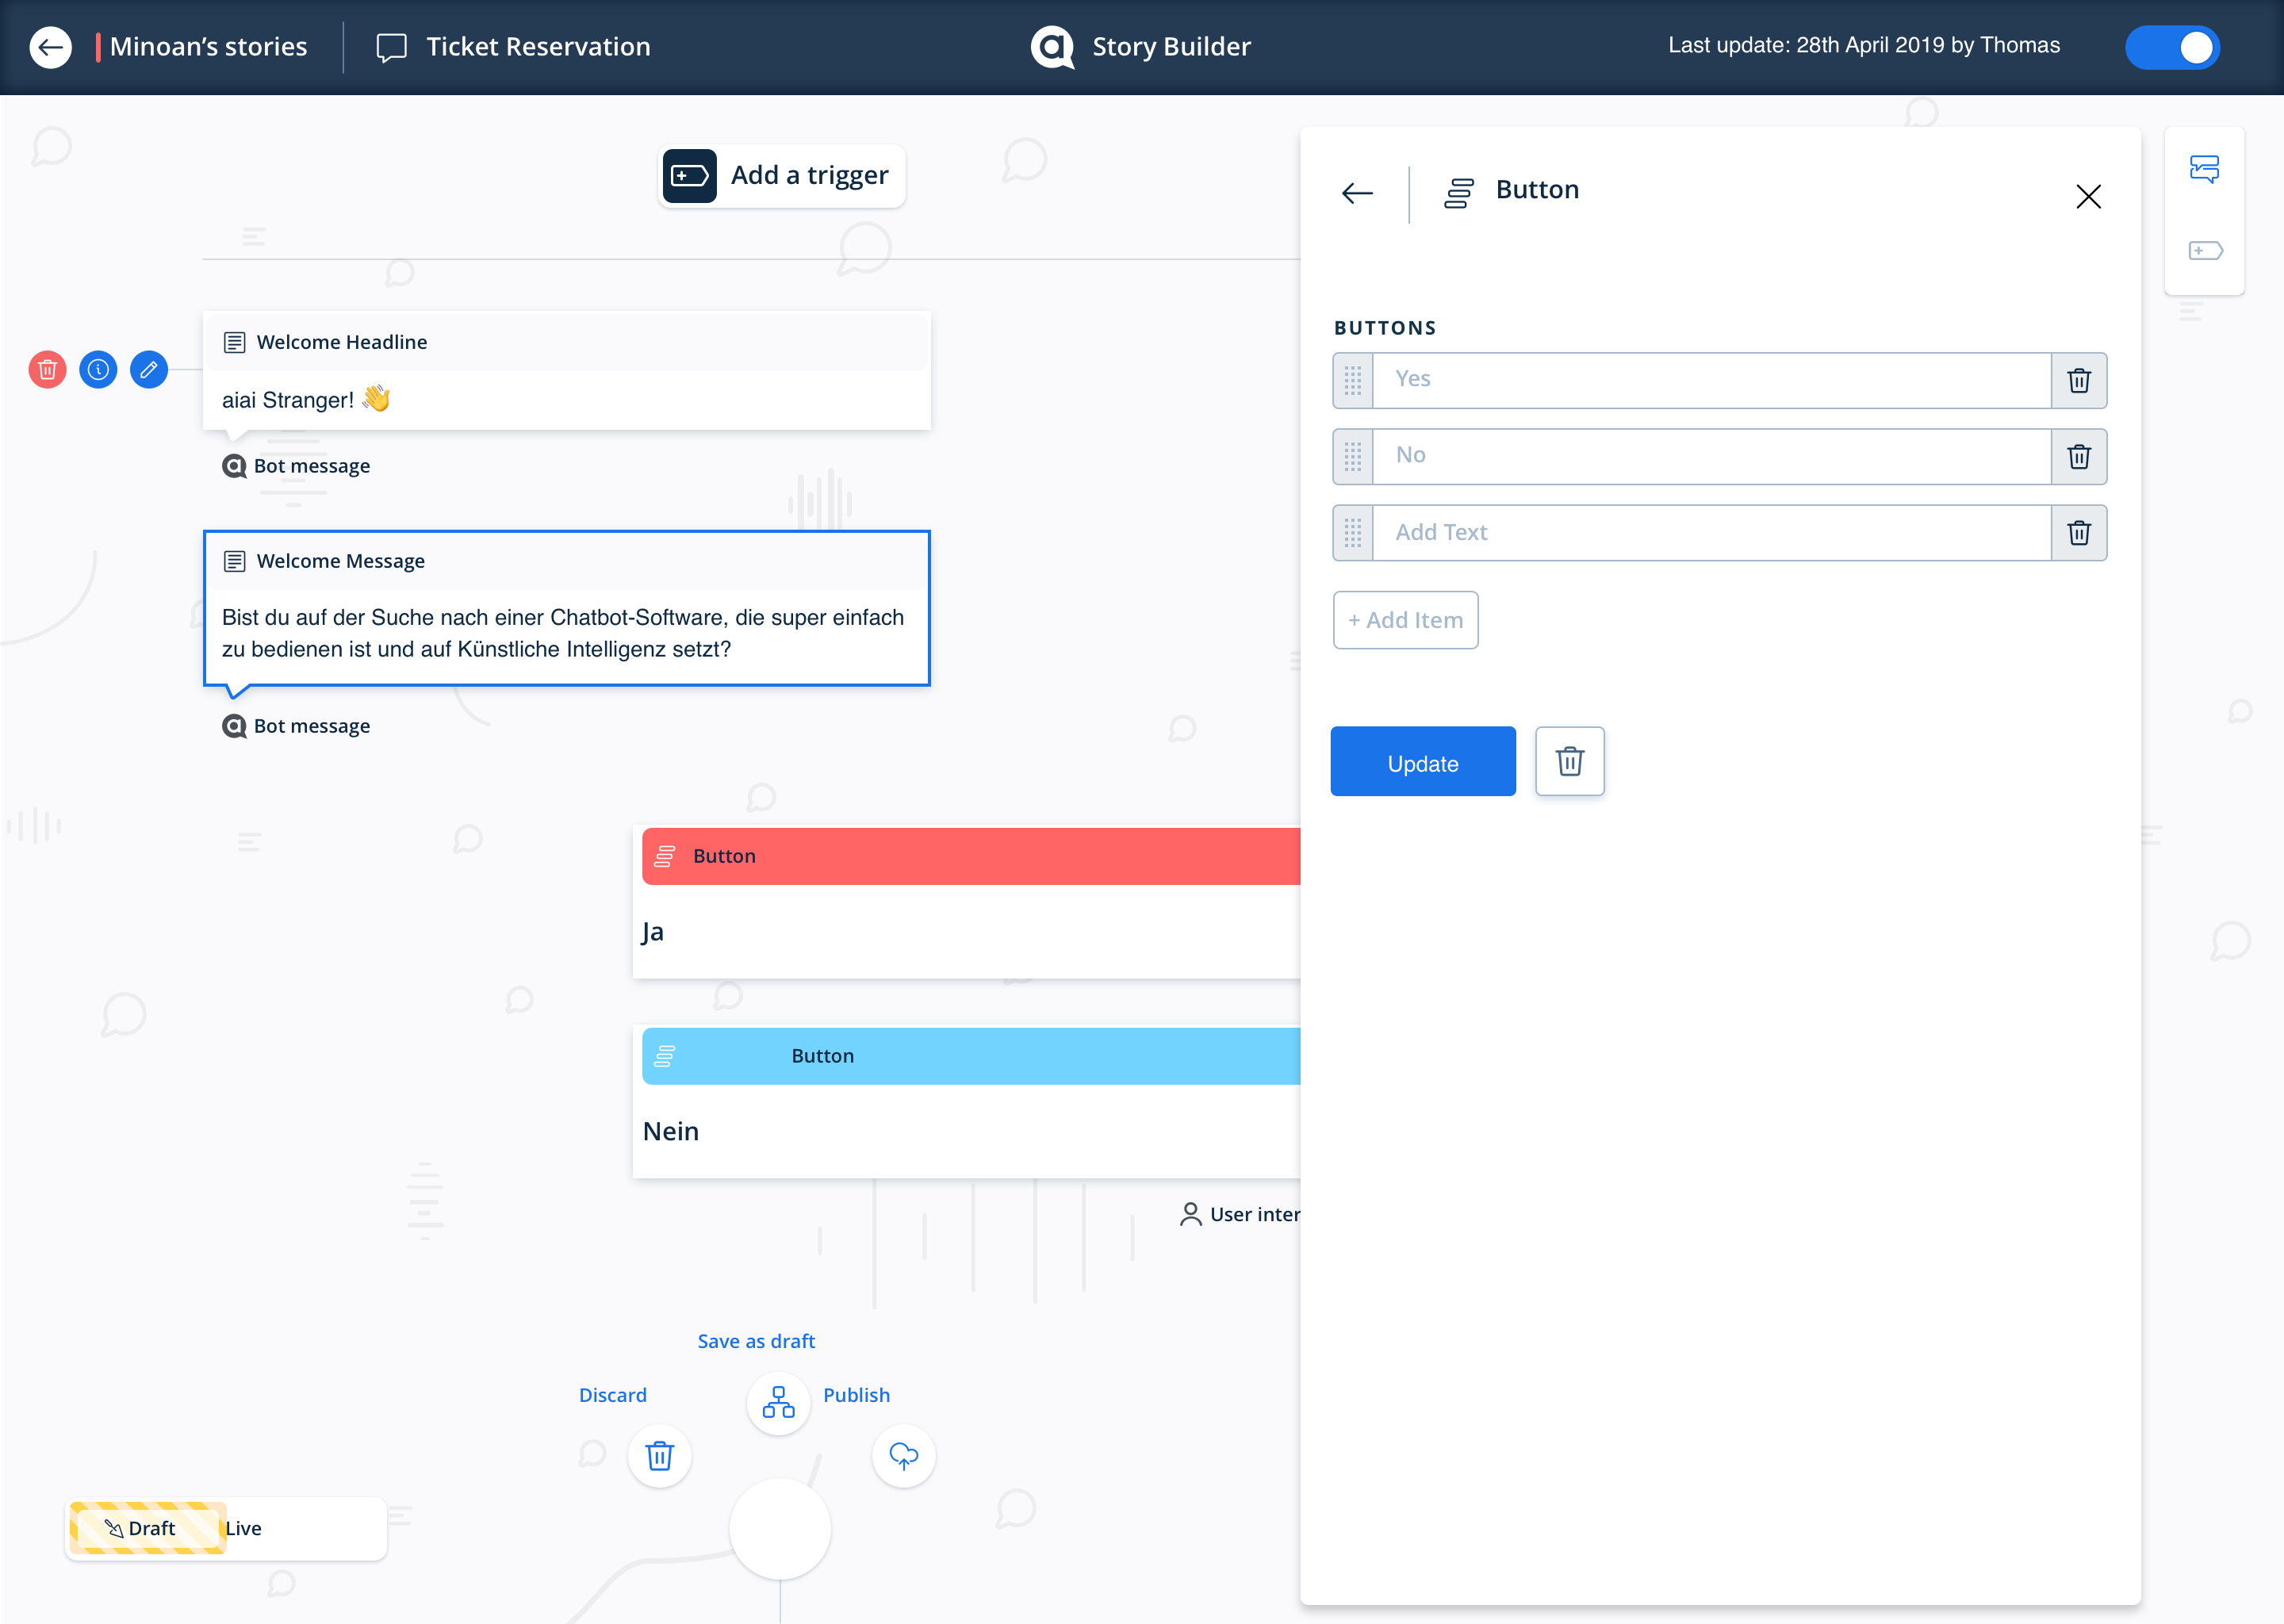 Minoan's stories
Ticket Reservation
Story Builder
Last update: 28th April 2019 by Thomas
Add a trigger
Welcome Headline
aiai Stranger! 👋
Bot message
Welcome Message
Bist du auf der Suche nach einer Chatbot-Software, die super einfach
zu bedienen ist und auf Künstliche Intelligenz setzt?
Bot message
Button
Ja
Button
Nein
User inter
Save as draft
Discard
Publish
Draft
Live
Button
BUTTONS
Yes
No
Add Text
+ Add Item
Update